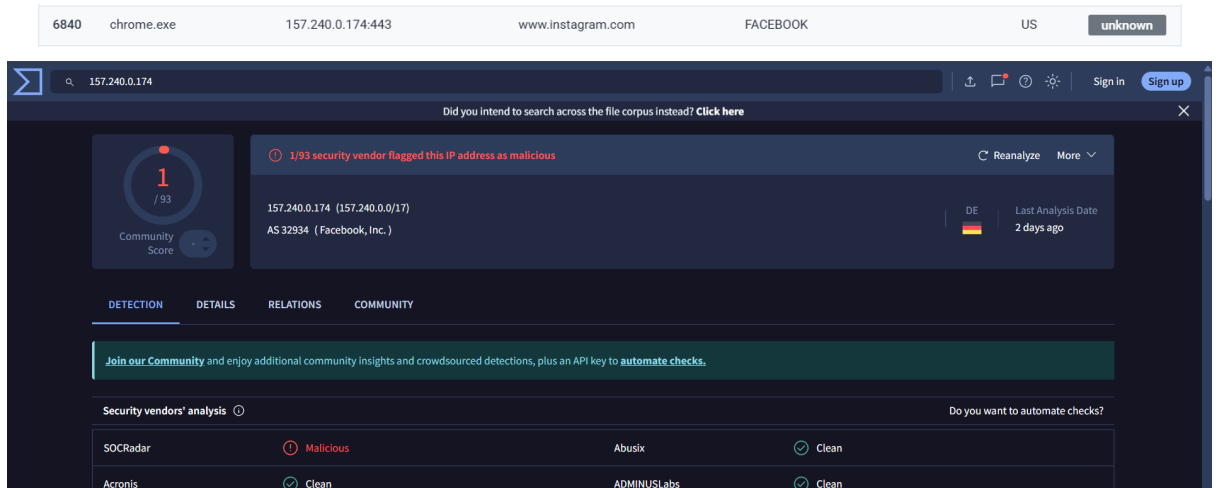 6840 chrome.exe 157.240.0.174:443 www.instagram.com FACEBOOK US unknown
157.240.0.174 Sign in Sign up
Did you intend to search across the file corpus instead? Click here
1/93 security vendor flagged this IP address as malicious Reanalyze More
1
/ 93
157.240.0.174 (157.240.0.0/17)
AS 32934 ( Facebook, Inc. )
DE
Last Analysis Date
2 days ago
Community
Score
DETECTION DETAILS RELATIONS COMMUNITY
Join our Community and enjoy additional community insights and crowdsourced detections, plus an API key to automate checks.
Security vendors' analysis Do you want to automate checks?
SOCRadar Malicious Abusix Clean
Acronis Clean ADMINUSLabs Clean